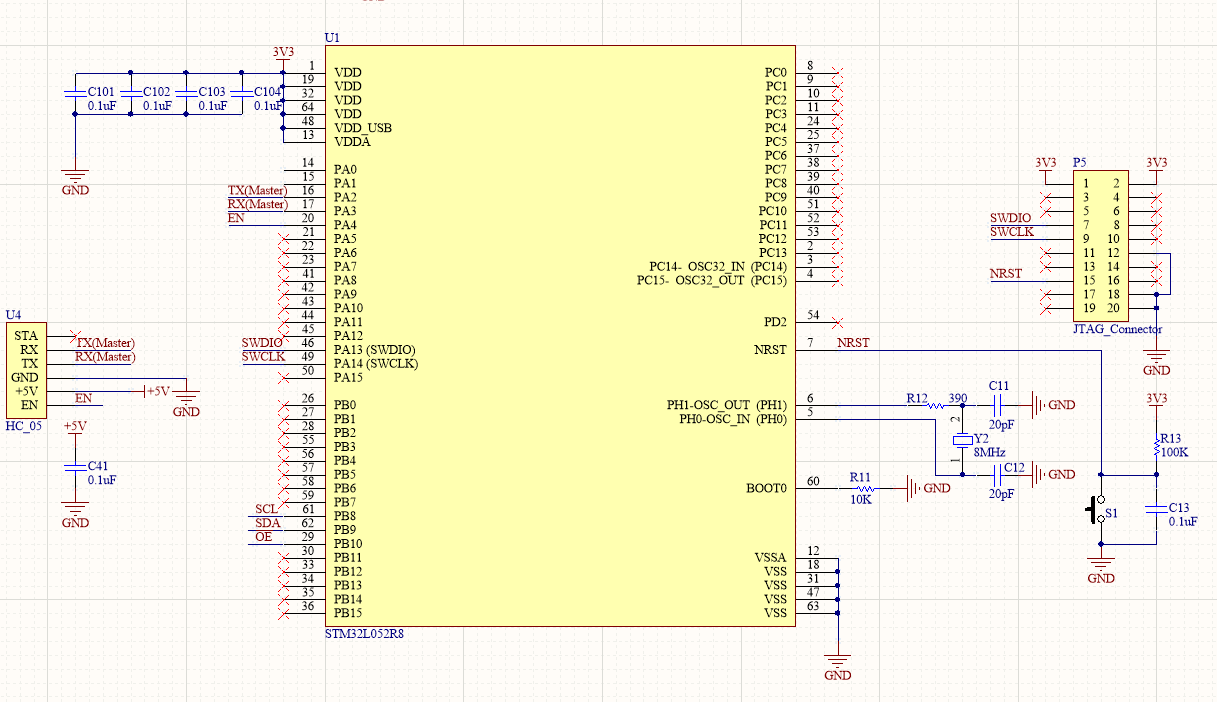 U1
3V3
C101
0.1uF
C102
0.1uF
C103
0.1uF
C104
0.1uF
GND
1 VDD
19 VDD
32 VDD
64 VDD
48 VDD_USB
13 VDDA
14 PA0
15 PA1
TX(Master) 16 PA2
RX(Master) 17 PA3
EN 20 PA4
21 PA5
22 PA6
23 PA7
41 PA8
42 PA9
43 PA10
44 PA11
45 PA12
SWDIO 46 PA13 (SWDIO)
SWCLK 49 PA14 (SWCLK)
50 PA15
26 PB0
27 PB1
28 PB2
55 PB3
56 PB4
57 PB5
58 PB6
59 PB7
SCL 61 PB8
SDA 62 PB9
OE 29 PB10
30 PB11
33 PB12
34 PB13
35 PB14
36 PB15
STM32L052R8
PC0 8
PC1 9
PC2 10
PC3 11
PC4 24
PC5 25
PC6 37
PC7 38
PC8 39
PC9 40
PC10 51
PC11 52
PC12 53
PC13 2
PC14- OSC32_IN (PC14) 3
PC15- OSC32_OUT (PC15) 4
PD2 54
NRST 7 NRST
PH1-OSC_OUT (PH1) 6
PH0-OSC_IN (PH0) 5
BOOT0 60
VSSA 12
VSS 18
VSS 31
VSS 47
VSS 63
GND
R12 390
C11
20pF
GND
2
Y2
8MHz
1
C12
20pF
GND
R11
10K
GND
U4
STA
RX TX(Master)
TX RX(Master)
GND
+5V +5V
EN EN
GND
HC_05
+5V
C41
0.1uF
GND
3V3 P5 3V3
1 2
3 4
5 6
SWDIO 7 8
SWCLK 9 10
11 12
13 14
NRST 15 16
17 18
19 20
JTAG_Connector
GND
3V3
R13
100K
S1
C13
0.1uF
GND